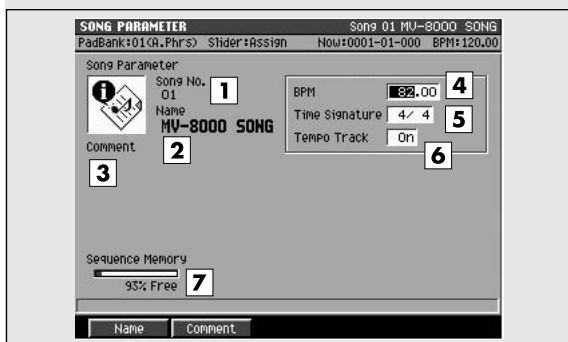 SONG PARAMETER Song 01 MV-8000 SONG
PadBank:01(A.Phrs) Slider:Assign Now:0001-01-000 BPM:120.00
Song Parameter
Song No. 1
01
Name
MV-8000 SONG
2
Comment
3
BPM 82.00 4
Time Signature 4/ 4 5
Tempo Track On 6
Sequence Memory
93% Free 7
Name Comment